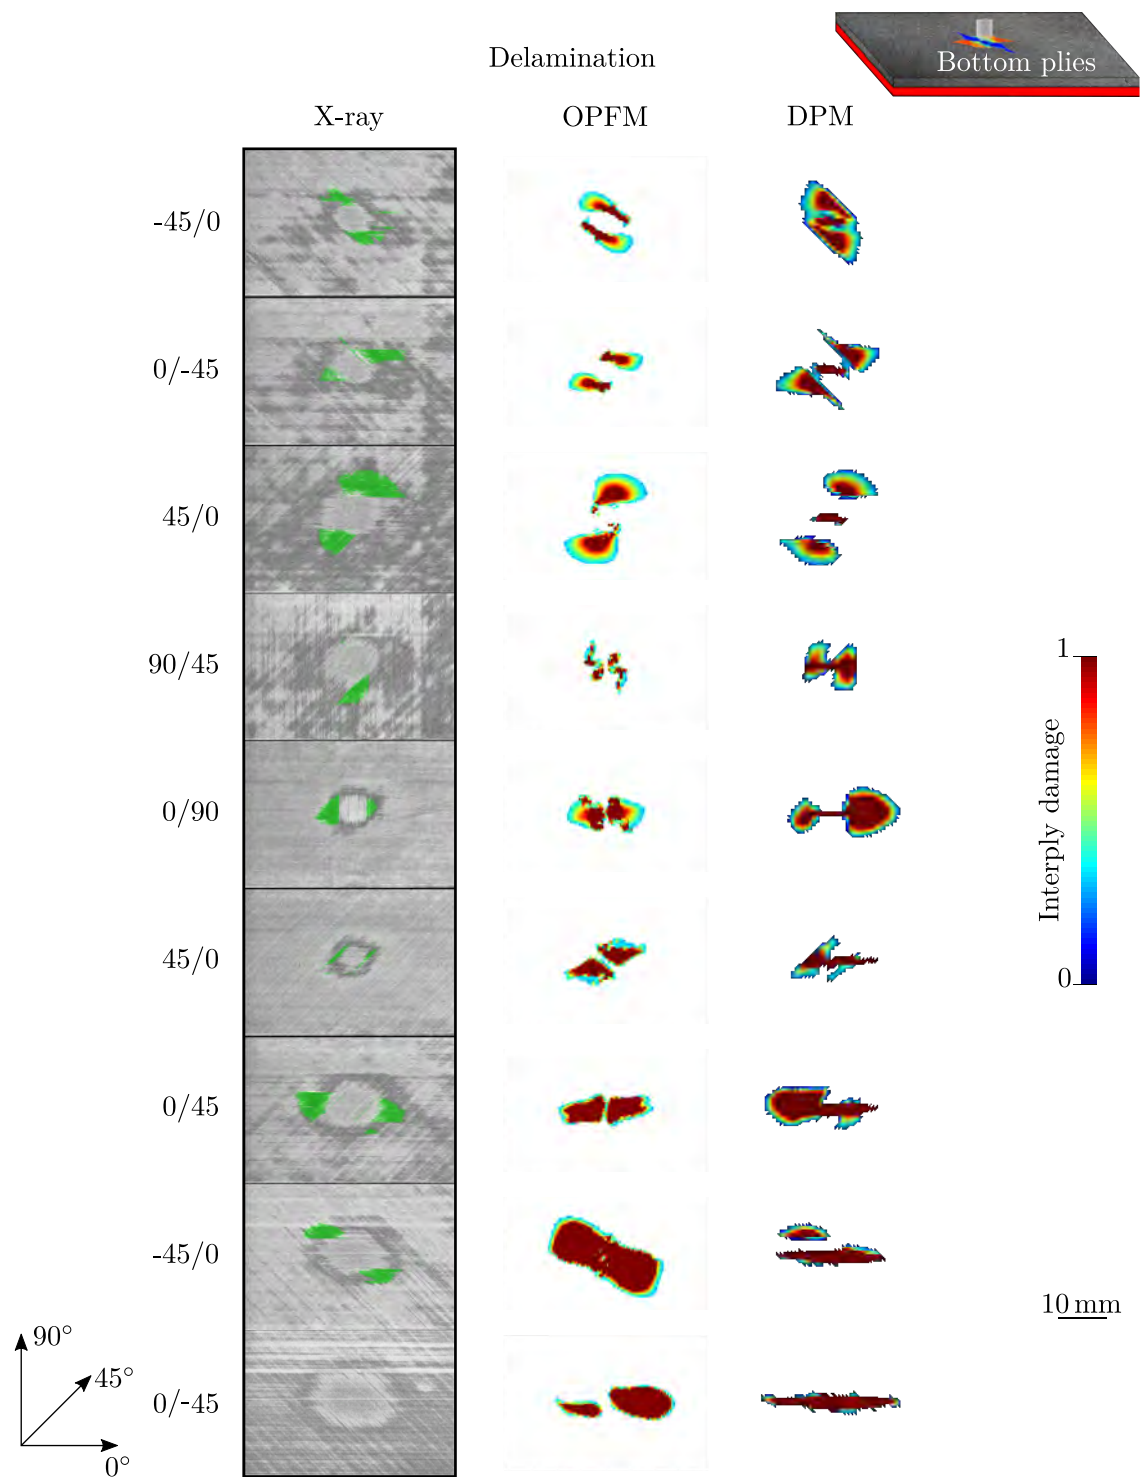 Delamination
Bottom plies
X-ray
OPFM
DPM
-45/0
0/-45
45/0
90/45
0/90
45/0
0/45
-45/0
0/-45
1
Interply damage
0
10 mm
90°
45°
0°